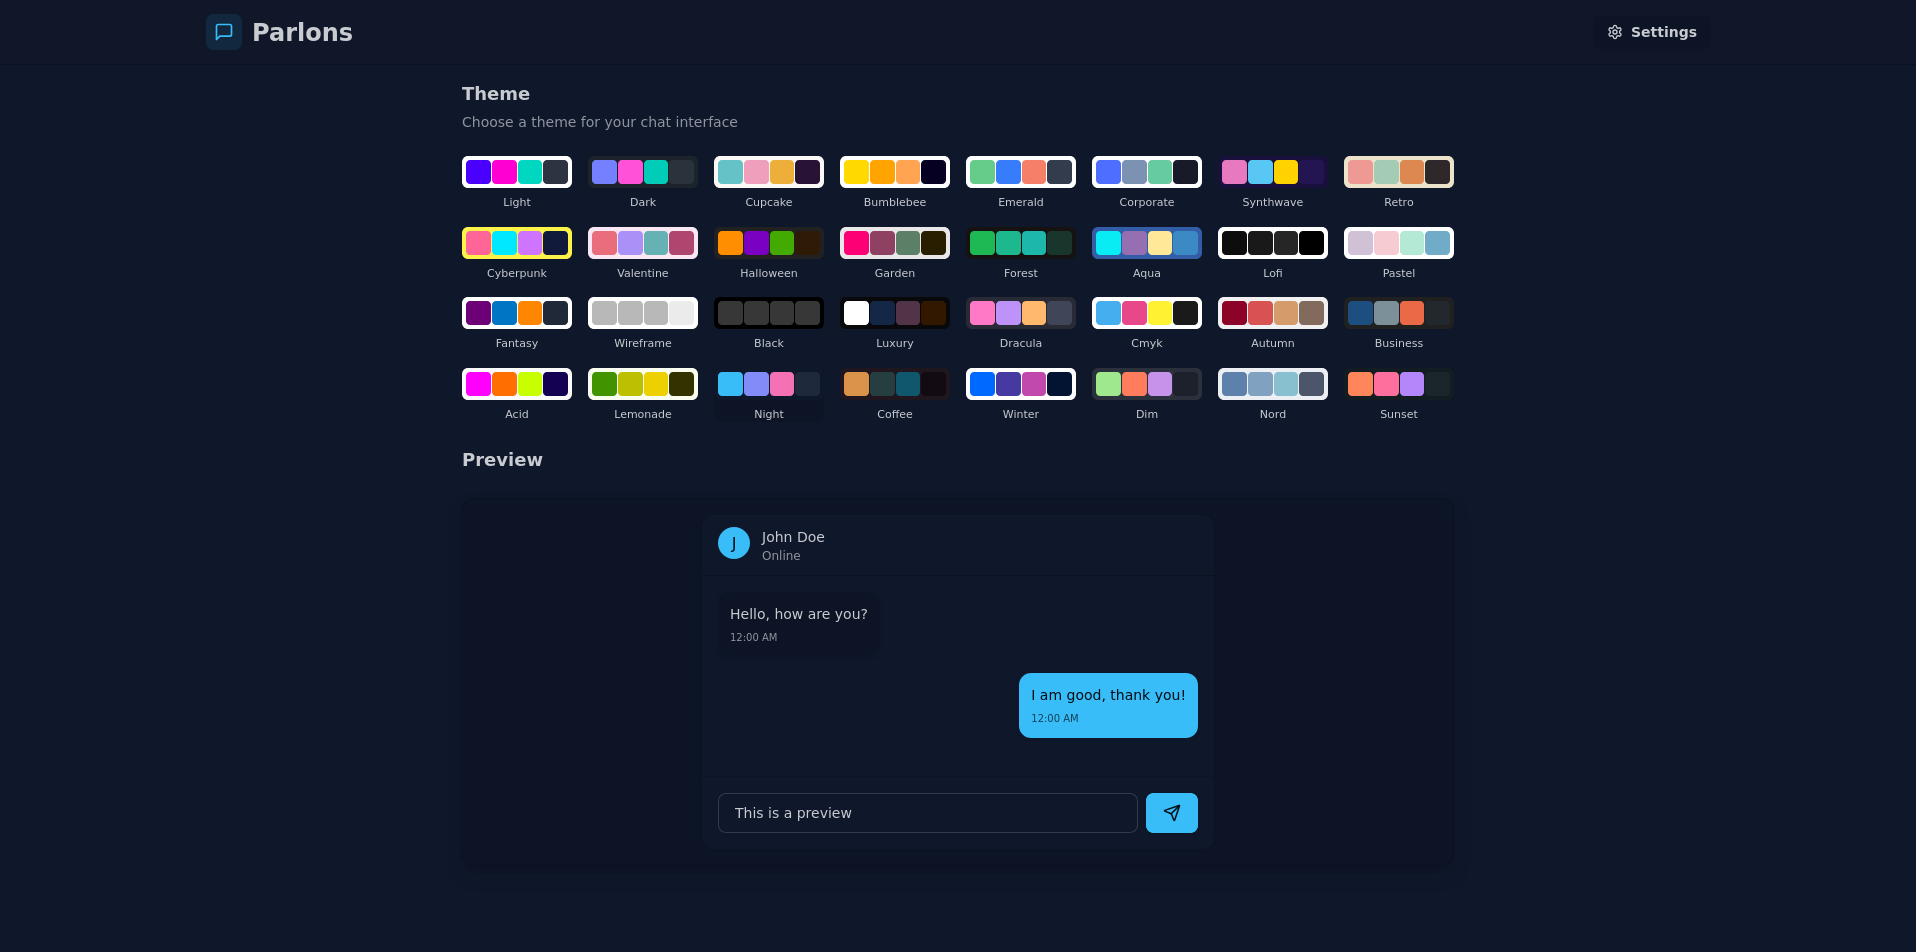 Parlons
Settings
Theme
Choose a theme for your chat interface
Light Dark Cupcake Bumblebee Emerald Corporate Synthwave Retro
Cyberpunk Valentine Halloween Garden Forest Aqua Lofi Pastel
Fantasy Wireframe Black Luxury Dracula Cmyk Autumn Business
Acid Lemonade Night Coffee Winter Dim Nord Sunset
Preview
J
John Doe
Online
Hello, how are you?
12:00 AM
I am good, thank you!
12:00 AM
This is a preview